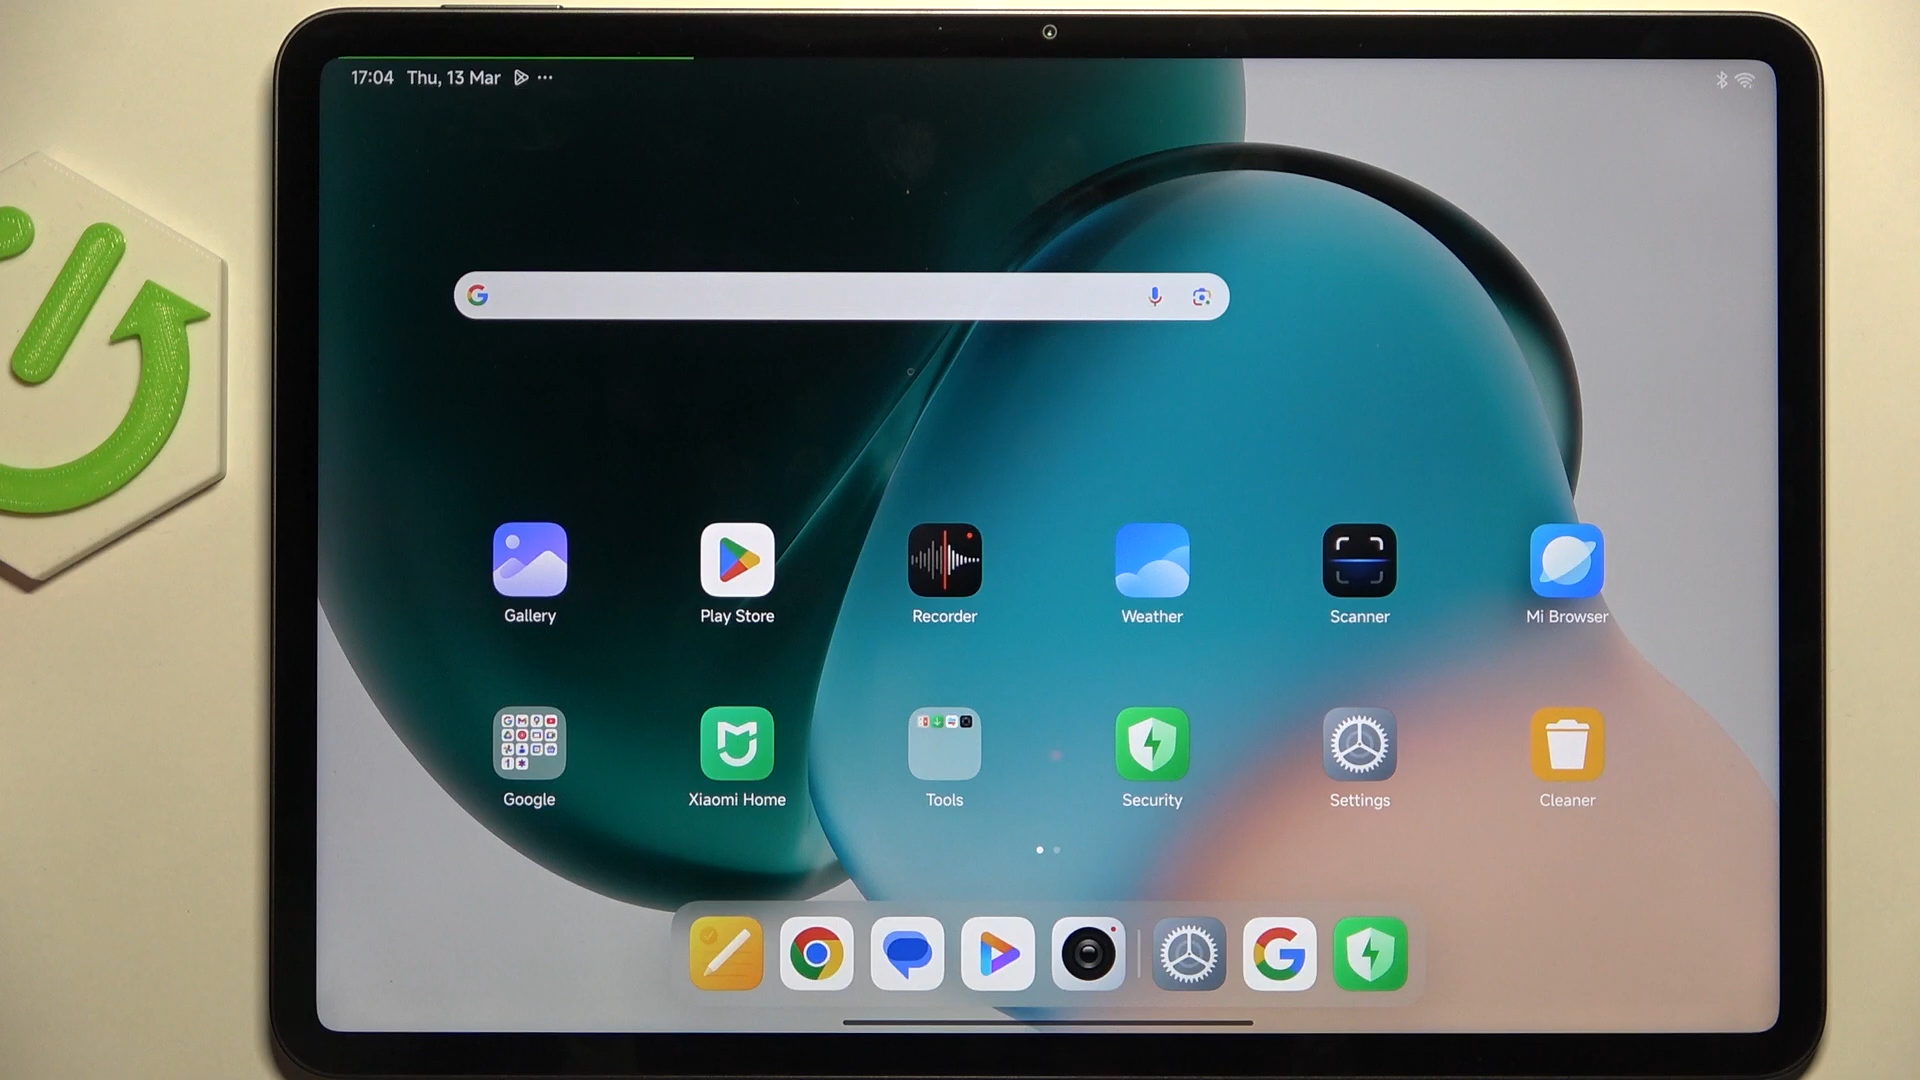 17:04 Thu, 13 Mar
Gallery
Play Store
Recorder
Weather
Scanner
Mi Browser
Google
Xiaomi Home
Tools
Security
Settings
Cleaner